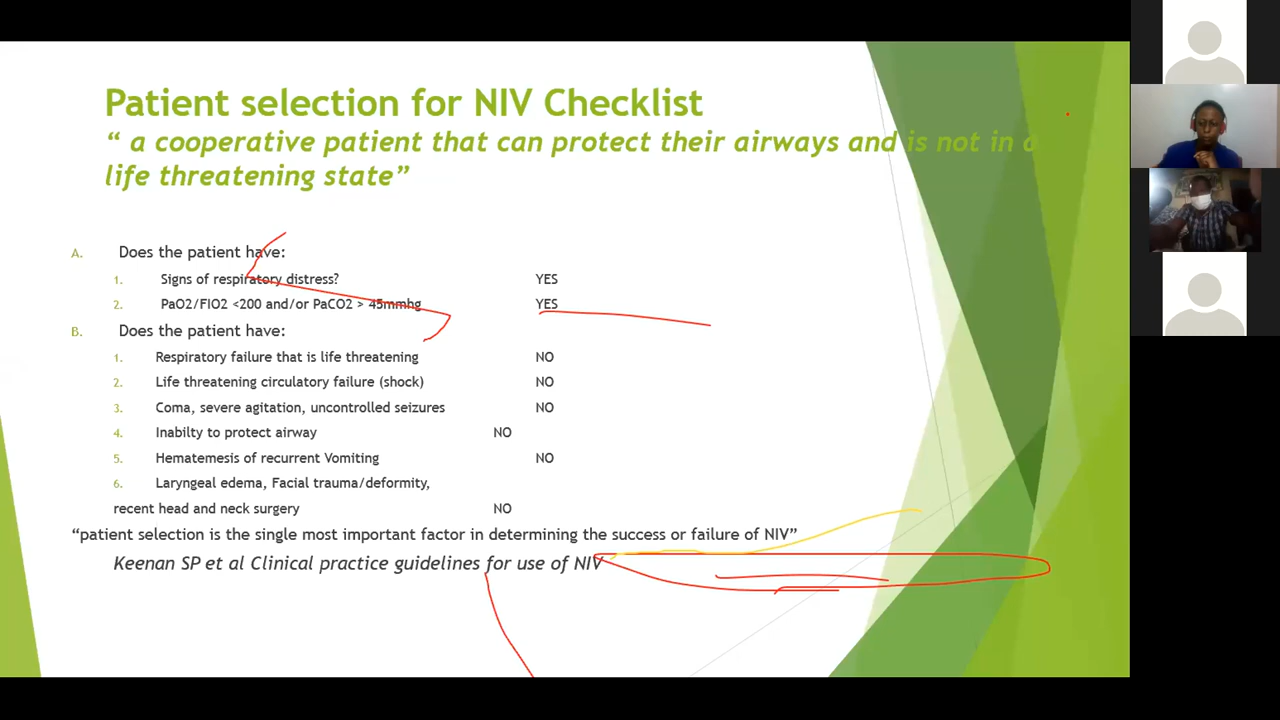 Patient selection for NIV Checklist
“ a cooperative patient that can protect their airways and is not in a
life threatening state”
A. Does the patient have:
1. Signs of respiratory distress? YES
2. PaO2/FIO2 <200 and/or PaCO2 > 45mmhg YES
B. Does the patient have:
1. Respiratory failure that is life threatening NO
2. Life threatening circulatory failure (shock) NO
3. Coma, severe agitation, uncontrolled seizures NO
4. Inabilty to protect airway NO
5. Hematemesis of recurrent Vomiting NO
6. Laryngeal edema, Facial trauma/deformity,
recent head and neck surgery NO
“patient selection is the single most important factor in determining the success or failure of NIV”
Keenan SP et al Clinical practice guidelines for use of NIV